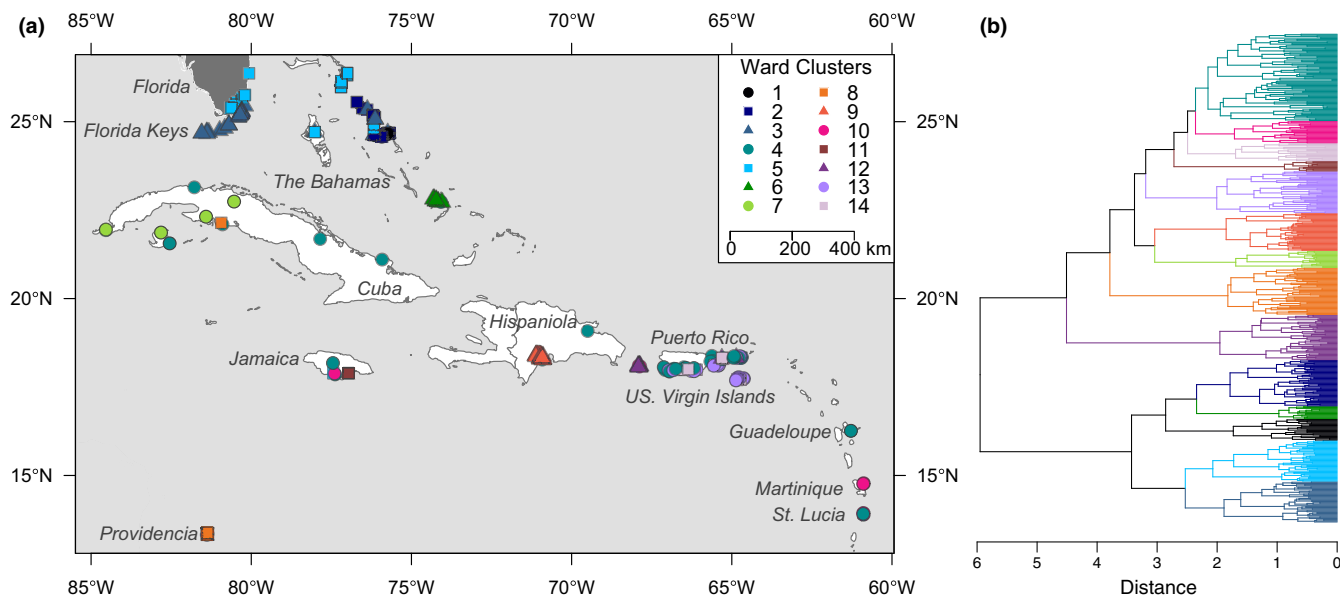 (a)
85°W 80°W 75°W 70°W 65°W 60°W
(b)
Florida
Florida Keys
The Bahamas
Cuba
Hispaniola
Jamaica
Puerto Rico
US. Virgin Islands
Guadeloupe
Martinique
St. Lucia
Providencia
Ward Clusters
1 8
2 9
3 10
4 11
5 12
6 13
7 14
0 200 400 km
25°N 25°N
20°N 20°N
15°N 15°N
85°W 80°W 75°W 70°W 65°W 60°W
6 5 4 3 2 1 0
Distance